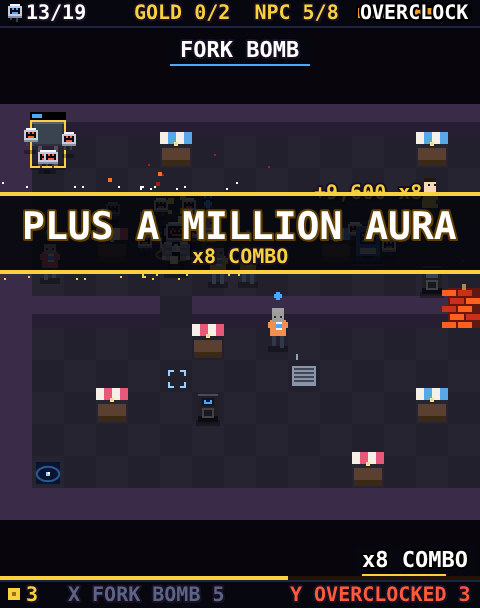 13/19 GOLD 0/2 NPC 5/8 OVERCLOCK
FORK BOMB
+9,600 x8
PLUS A MILLION AURA
x8 COMBO
x8 COMBO
3 X FORK BOMB 5 Y OVERCLOCKED 3